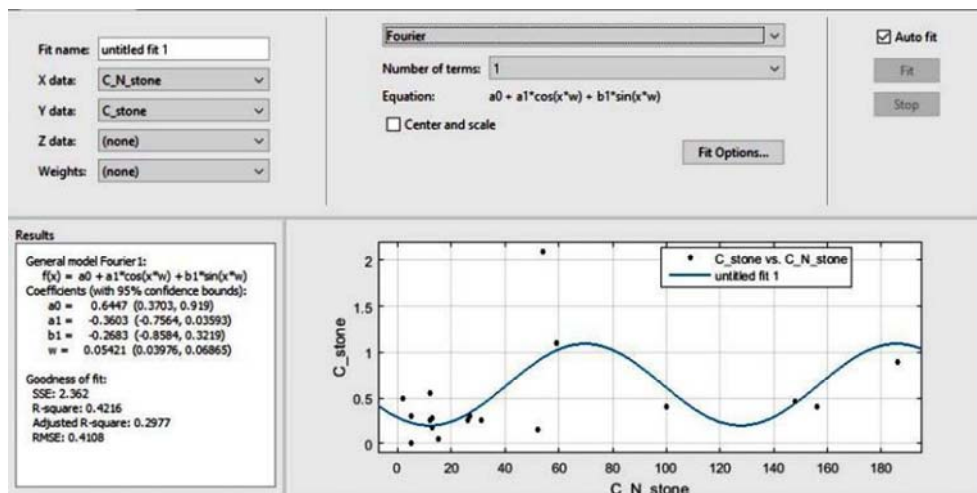 Fit name: untitled fit 1
X data: C_N_stone
Y data: C_stone
Z data: (none)
Weights: (none)
Fourier
Number of terms: 1
Equation: a0 + a1*cos(x*w) + b1*sin(x*w)
Center and scale
Fit Options...
Auto fit
Fit
Stop
Results
General model Fourier1:
f(x) = a0 + a1*cos(x*w) + b1*sin(x*w)
Coefficients (with 95% confidence bounds):
a0 = 0.6447 (0.3703, 0.919)
a1 = -0.3603 (-0.7564, 0.03593)
b1 = -0.2683 (-0.8584, 0.3219)
w = 0.05421 (0.03976, 0.06865)
Goodness of fit:
SSE: 2.362
R-square: 0.4216
Adjusted R-square: 0.2977
RMSE: 0.4108
C_stone vs. C_N_stone
untitled fit 1
2
1.5
1
0.5
0
C_stone
0 20 40 60 80 100 120 140 160 180
C_N_stone